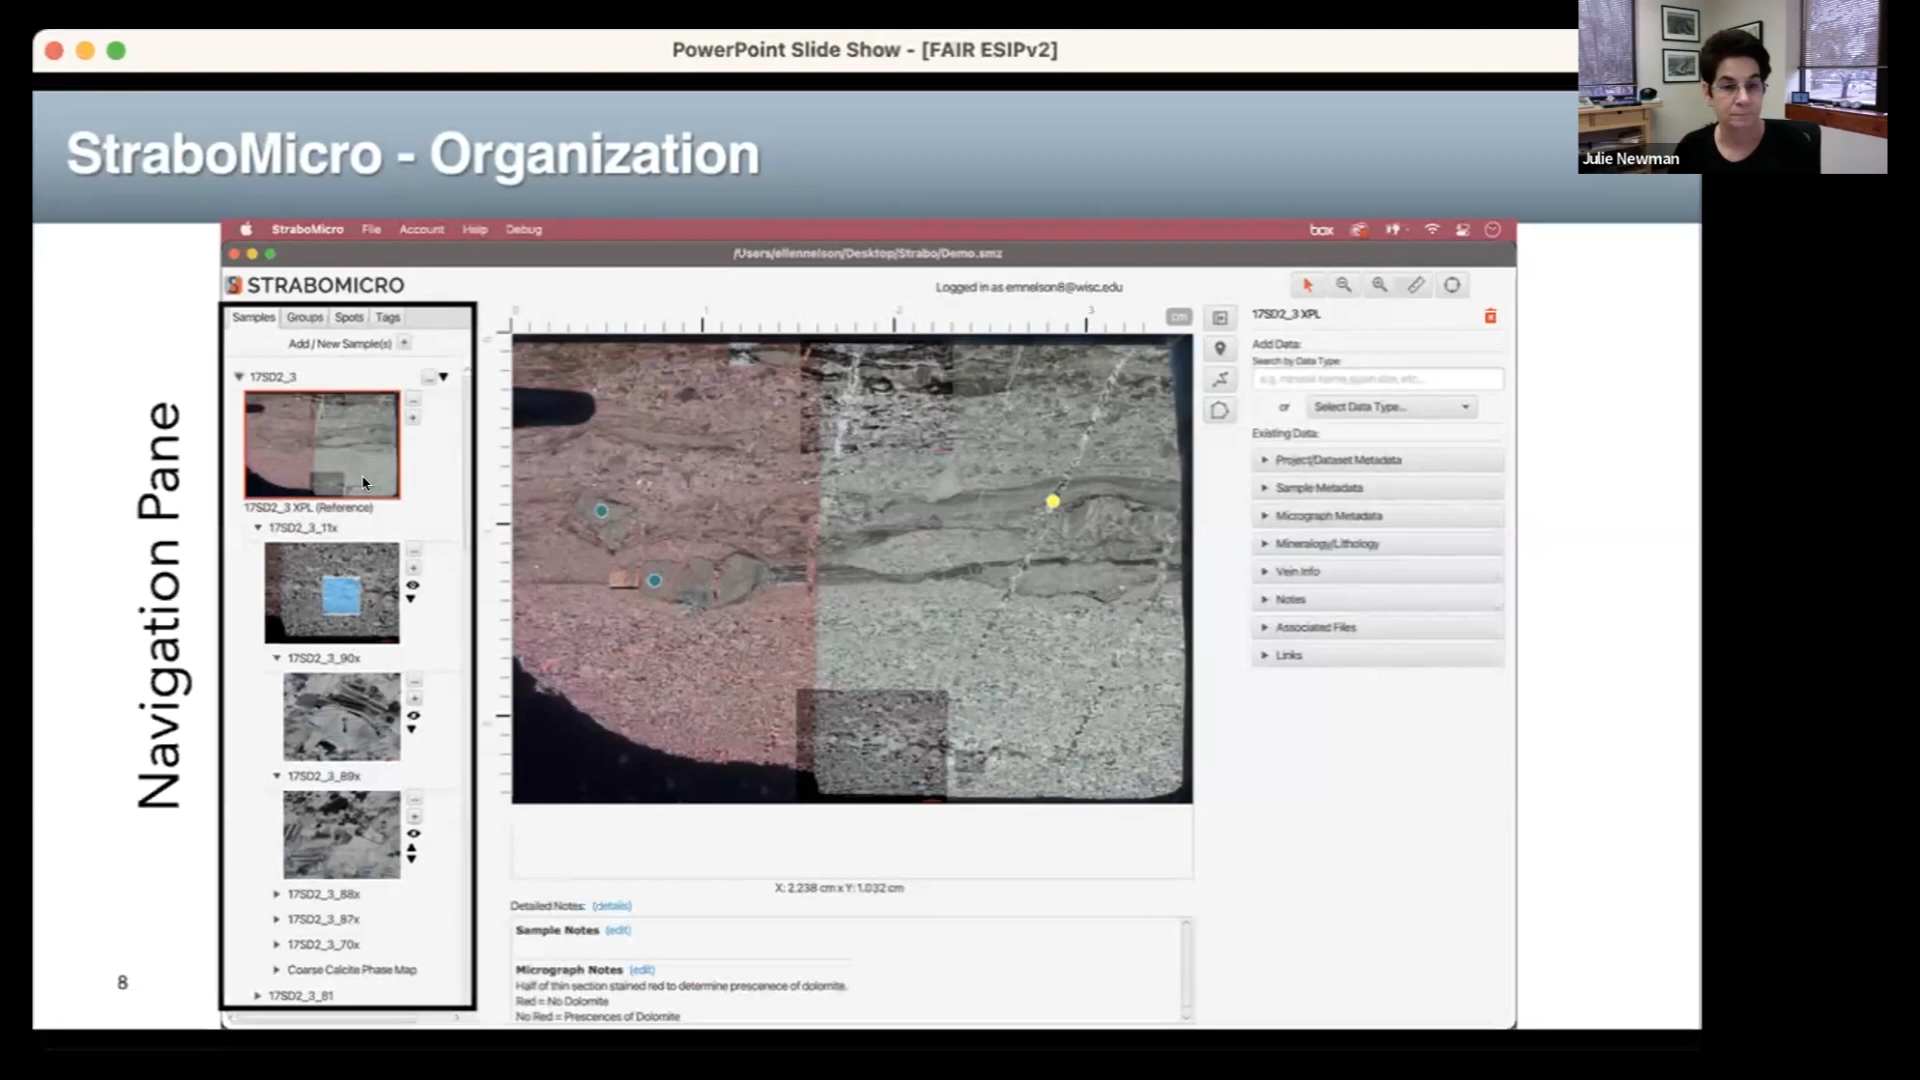 PowerPoint Slide Show - [FAIR ESIPv2]
Julie Newman
StraboMicro - Organization
StraboMicro File Account Help Debug
box
/Users/ellennelson/Desktop/Strabo/Demo.smz
STRABOMICRO
Logged in as emnelson8@wisc.edu
Navigation Pane
Samples Groups Spots Tags
Add / New Sample(s) +
17SD2_3
17SD2_3 XPL (Reference)
17SD2_3_11x
17SD2_3_90x
17SD2_3_89x
17SD2_3_88x
17SD2_3_87x
17SD2_3_70x
Coarse Calcite Phase Map
17SD2_3_81
0 1 2 3
cm
X: 2.238 cm x Y: 1.032 cm
Detailed Notes: (details)
Sample Notes (edit)
Micrograph Notes (edit)
Half of thin section stained red to determine prescenece of dolomite.
Red = No Dolomite
No Red = Prescences of Dolomite
17SD2_3 XPL
Add Data:
Search by Data Type:
e.g. mineral name, grain size, etc...
or Select Data Type...
Existing Data:
Project/Dataset Metadata
Sample Metadata
Micrograph Metadata
Mineralogy/Lithology
Vein Info
Notes
Associated Files
Links
8